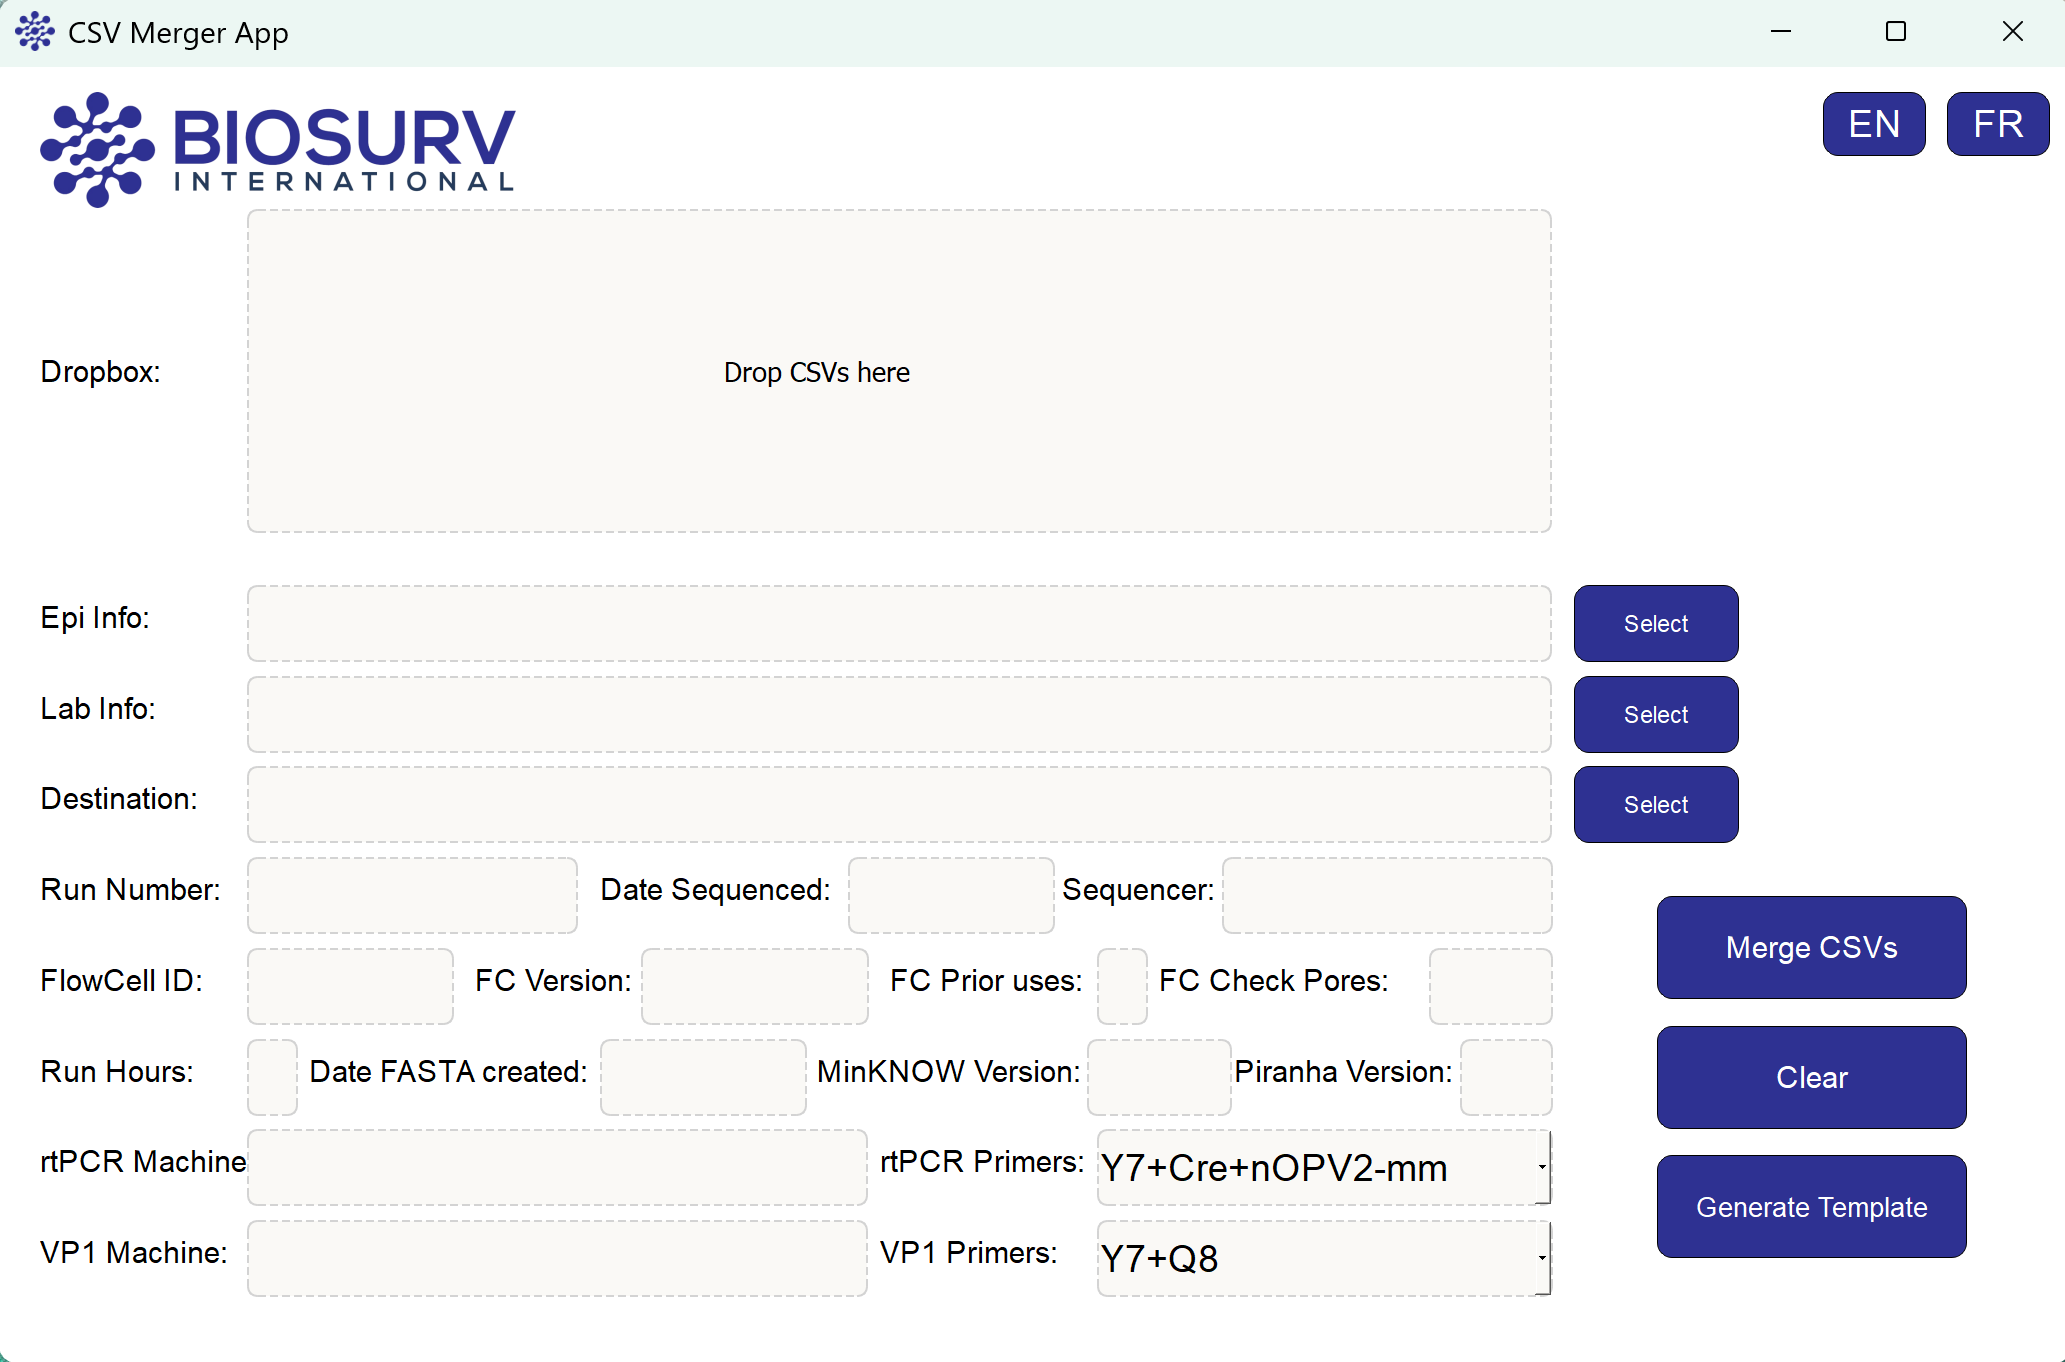 CSV Merger App
BIOSURV
INTERNATIONAL
EN
FR
Dropbox:
Drop CSVs here
Epi Info:
Select
Lab Info:
Select
Destination:
Select
Run Number:
Date Sequenced:
Sequencer:
Merge CSVs
FlowCell ID:
FC Version:
FC Prior uses:
FC Check Pores:
Run Hours:
Date FASTA created:
MinKNOW Version:
Piranha Version:
Clear
rtPCR Machine
rtPCR Primers:
Y7+Cre+nOPV2-mm
Generate Template
VP1 Machine:
VP1 Primers:
Y7+Q8